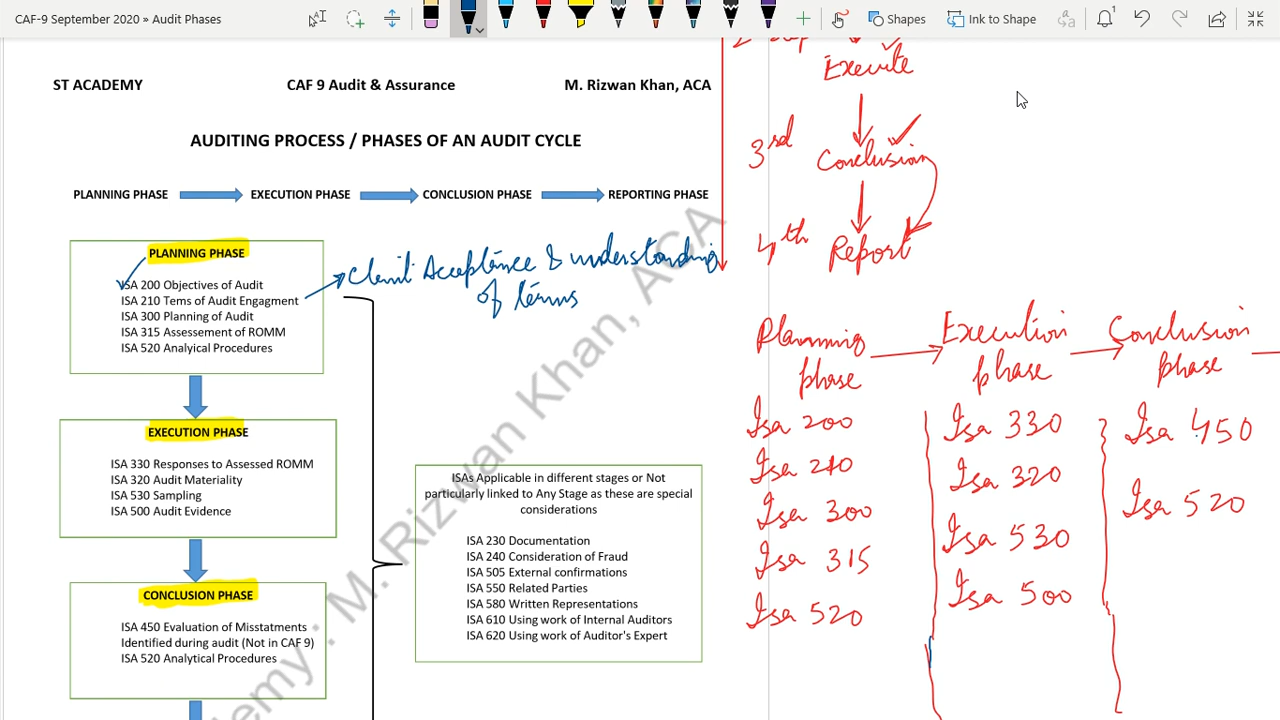 CAF-9 September 2020 » Audit Phases
Shapes
Ink to Shape
ST ACADEMY
CAF 9 Audit & Assurance
M. Rizwan Khan, ACA
AUDITING PROCESS / PHASES OF AN AUDIT CYCLE
PLANNING PHASE
EXECUTION PHASE
CONCLUSION PHASE
REPORTING PHASE
PLANNING PHASE
ISA 200 Objectives of Audit
ISA 210 Tems of Audit Engagment
ISA 300 Planning of Audit
ISA 315 Assessement of ROMM
ISA 520 Analyical Procedures
Client Acceptance & understanding
of terms
EXECUTION PHASE
ISA 330 Responses to Assessed ROMM
ISA 320 Audit Materiality
ISA 530 Sampling
ISA 500 Audit Evidence
CONCLUSION PHASE
ISA 450 Evaluation of Misstatments
Identified during audit (Not in CAF 9)
ISA 520 Analytical Procedures
ISAs Applicable in different stages or Not
particularly linked to Any Stage as these are special
considerations
ISA 230 Documentation
ISA 240 Consideration of Fraud
ISA 505 External confirmations
ISA 550 Related Parties
ISA 580 Written Representations
ISA 610 Using work of Internal Auditors
ISA 620 Using work of Auditor's Expert
demy : M. Rizwan Khan, ACA
Execute
3rd Conclusion
4th Report
Planning
phase
Isa 200
Isa 210
Isa 300
Isa 315
Isa 520
Execution
phase
Isa 330
Isa 320
Isa 530
Isa 500
Conclusion
phase
Isa 450
Isa 520